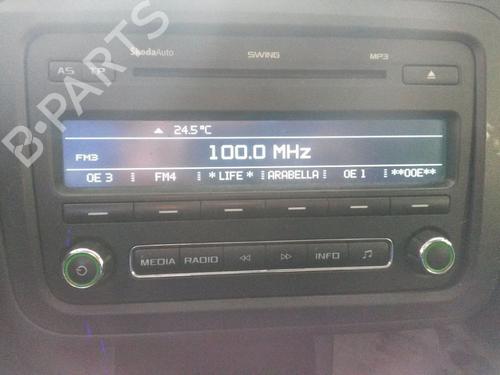 ŠkodaAuto SWING MP3
AS TP
24.5°C
FM3 100.0 MHz
OE 3 FM4 *LIFE* ARABELLA OE 1 **OOE**
MEDIA RADIO INFO
B-PARTS